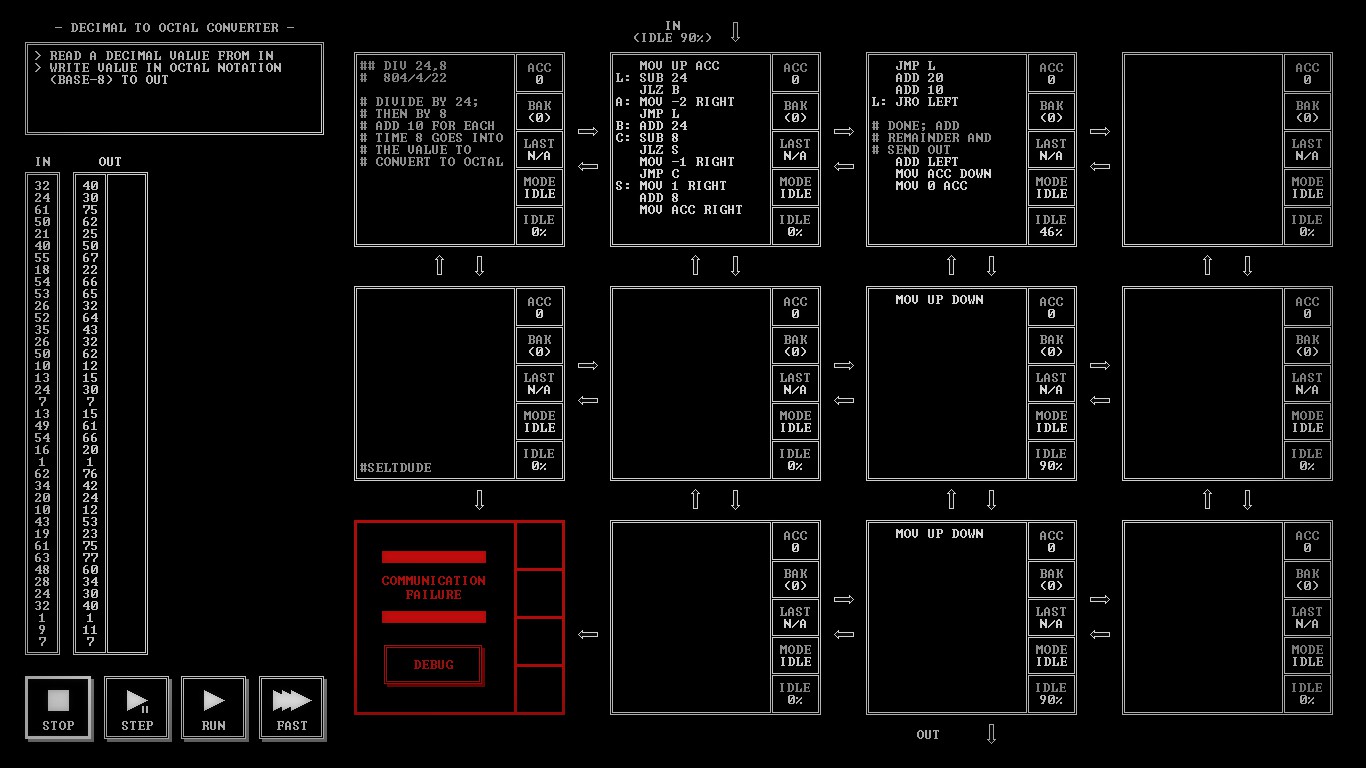 — DECIMAL TO OCTAL CONVERTER —
> READ A DECIMAL VALUE FROM IN
> WRITE VALUE IN OCTAL NOTATION
(BASE-8) TO OUT
IN OUT
32 40
24 30
61 75
50 62
21 25
40 50
55 67
18 22
54 66
53 65
26 32
52 64
35 43
26 32
50 62
10 12
13 15
24 30
7 7
13 15
49 61
54 66
16 20
1 1
62 76
34 42
20 24
10 12
43 53
19 23
61 75
63 77
48 60
28 34
24 30
32 40
1 1
9 11
7 7
STOP
STEP
RUN
FAST
IN
(IDLE 90%)
## DIV 24,8
# 804/4/22
# DIVIDE BY 24;
# THEN BY 8
# ADD 10 FOR EACH
# TIME 8 GOES INTO
# THE VALUE TO
# CONVERT TO OCTAL
ACC
0
BAK
(0)
LAST
N/A
MODE
IDLE
IDLE
0%
MOV UP ACC
L: SUB 24
JLZ B
A: MOV -2 RIGHT
JMP L
B: ADD 24
C: SUB 8
JLZ S
MOV -1 RIGHT
JMP C
S: MOV 1 RIGHT
ADD 8
MOV ACC RIGHT
ACC
0
BAK
(0)
LAST
N/A
MODE
IDLE
IDLE
0%
JMP L
ADD 20
ADD 10
L: JRO LEFT
# DONE; ADD
# REMAINDER AND
# SEND OUT
ADD LEFT
MOV ACC DOWN
MOV 0 ACC
ACC
0
BAK
(0)
LAST
N/A
MODE
IDLE
IDLE
46%
ACC
0
BAK
(0)
LAST
N/A
MODE
IDLE
IDLE
0%
#SELTDUDE
ACC
0
BAK
(0)
LAST
N/A
MODE
IDLE
IDLE
0%
ACC
0
BAK
(0)
LAST
N/A
MODE
IDLE
IDLE
0%
MOV UP DOWN
ACC
0
BAK
(0)
LAST
N/A
MODE
IDLE
IDLE
90%
ACC
0
BAK
(0)
LAST
N/A
MODE
IDLE
IDLE
0%
COMMUNICATION
FAILURE
DEBUG
ACC
0
BAK
(0)
LAST
N/A
MODE
IDLE
IDLE
0%
MOV UP DOWN
ACC
0
BAK
(0)
LAST
N/A
MODE
IDLE
IDLE
90%
ACC
0
BAK
(0)
LAST
N/A
MODE
IDLE
IDLE
0%
OUT